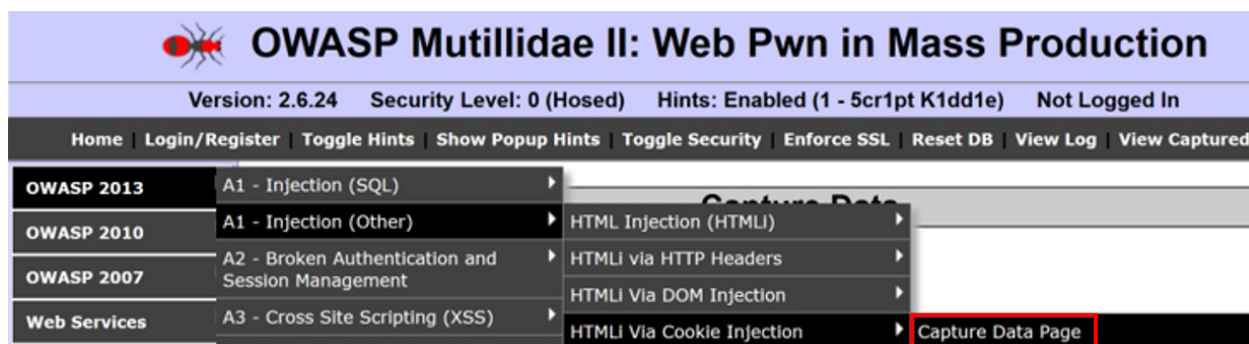 OWASP Mutillidae II: Web Pwn in Mass Production
Version: 2.6.24 Security Level: 0 (Hosed) Hints: Enabled (1 - 5cr1pt K1dd1e) Not Logged In
Home | Login/Register | Toggle Hints | Show Popup Hints | Toggle Security | Enforce SSL | Reset DB | View Log | View Captured
OWASP 2013
OWASP 2010
OWASP 2007
Web Services
A1 - Injection (SQL)
A1 - Injection (Other)
A2 - Broken Authentication and
Session Management
A3 - Cross Site Scripting (XSS)
Capture Data
HTML Injection (HTMLi)
HTMLi via HTTP Headers
HTMLi Via DOM Injection
HTMLi Via Cookie Injection
Capture Data Page